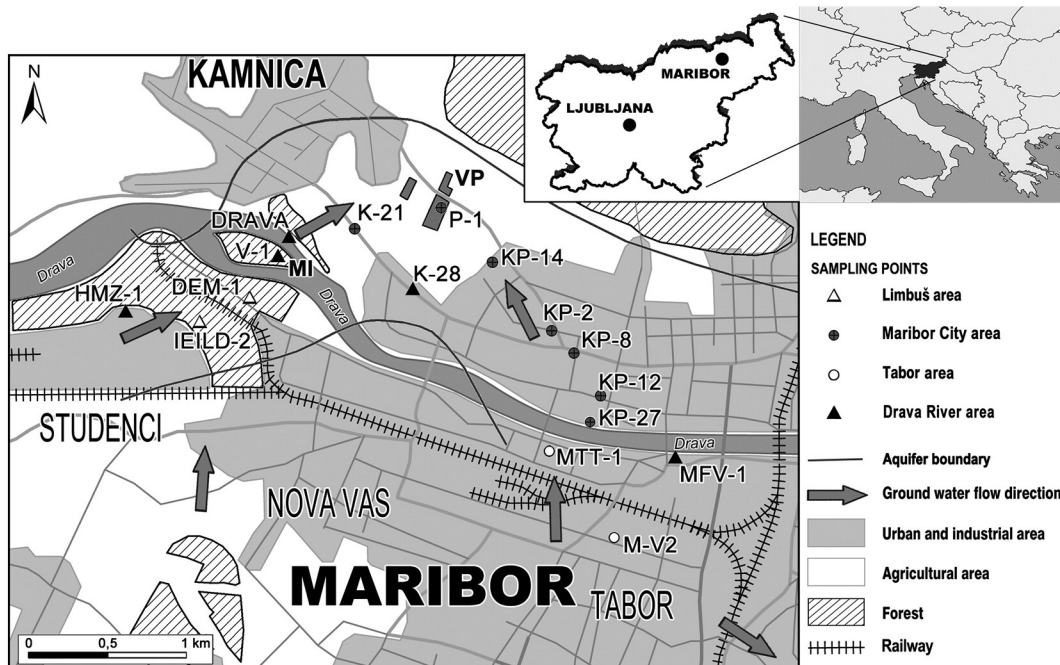 N
KAMNICA
MARIBOR
LJUBLJANA
VP
K-21
P-1
DRAVA
V-1
MI
KP-14
Drava
HMZ-1
DEM-1
K-28
Drava
IEILD-2
KP-2
KP-8
KP-12
KP-27
STUDENCI
Drava
MTT-1
MFV-1
NOVA VAS
M-V2
MARIBOR
TABOR
0 0,5 1 km
LEGEND
SAMPLING POINTS
Limbuš area
Maribor City area
Tabor area
Drava River area
Aquifer boundary
Ground water flow direction
Urban and industrial area
Agricultural area
Forest
Railway